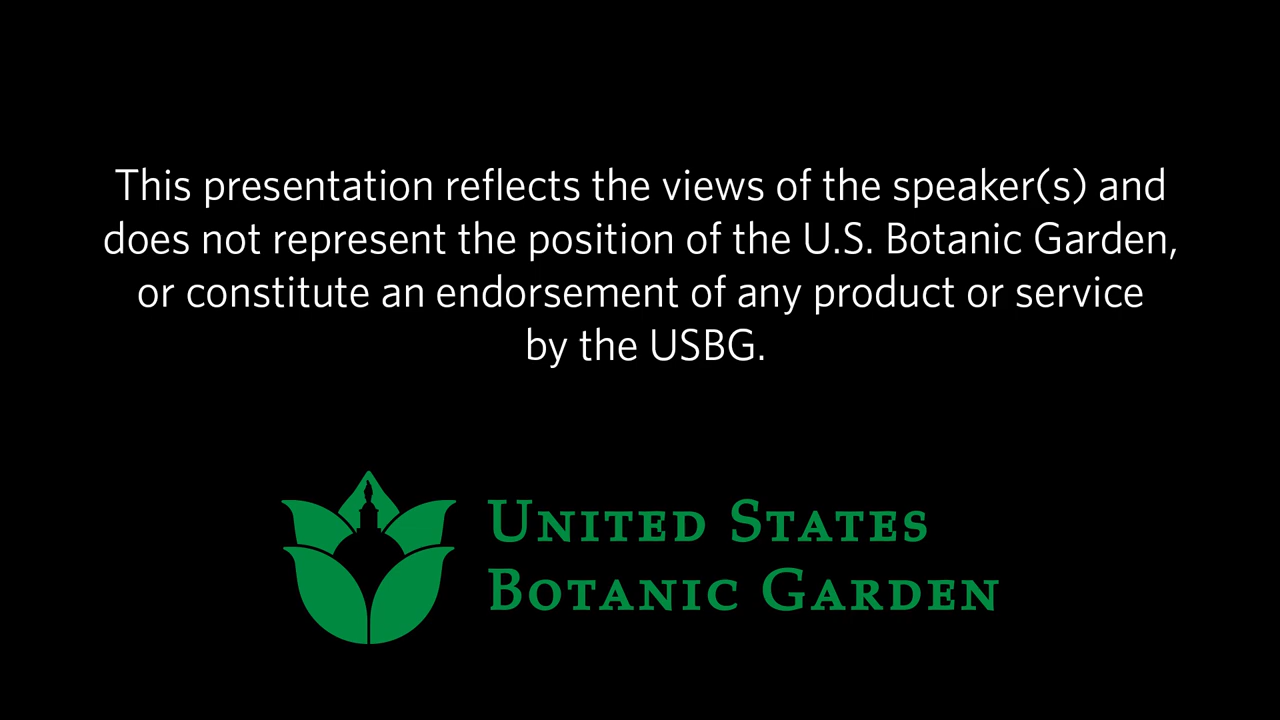 This presentation reflects the views of the speaker(s) and
does not represent the position of the U.S. Botanic Garden,
or constitute an endorsement of any product or service
by the USBG.
United States
Botanic Garden